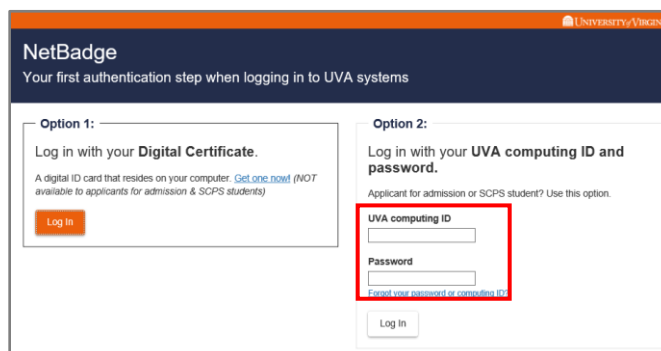 UNIVERSITY of VIRGIN
NetBadge
Your first authentication step when logging in to UVA systems
Option 1:
Log in with your Digital Certificate.
A digital ID card that resides on your computer. Get one now! (NOT
available to applicants for admission & SCPS students)
Log In
Option 2:
Log in with your UVA computing ID and
password.
Applicant for admission or SCPS student? Use this option.
UVA computing ID
Password
Forgot your password or computing ID?
Log In